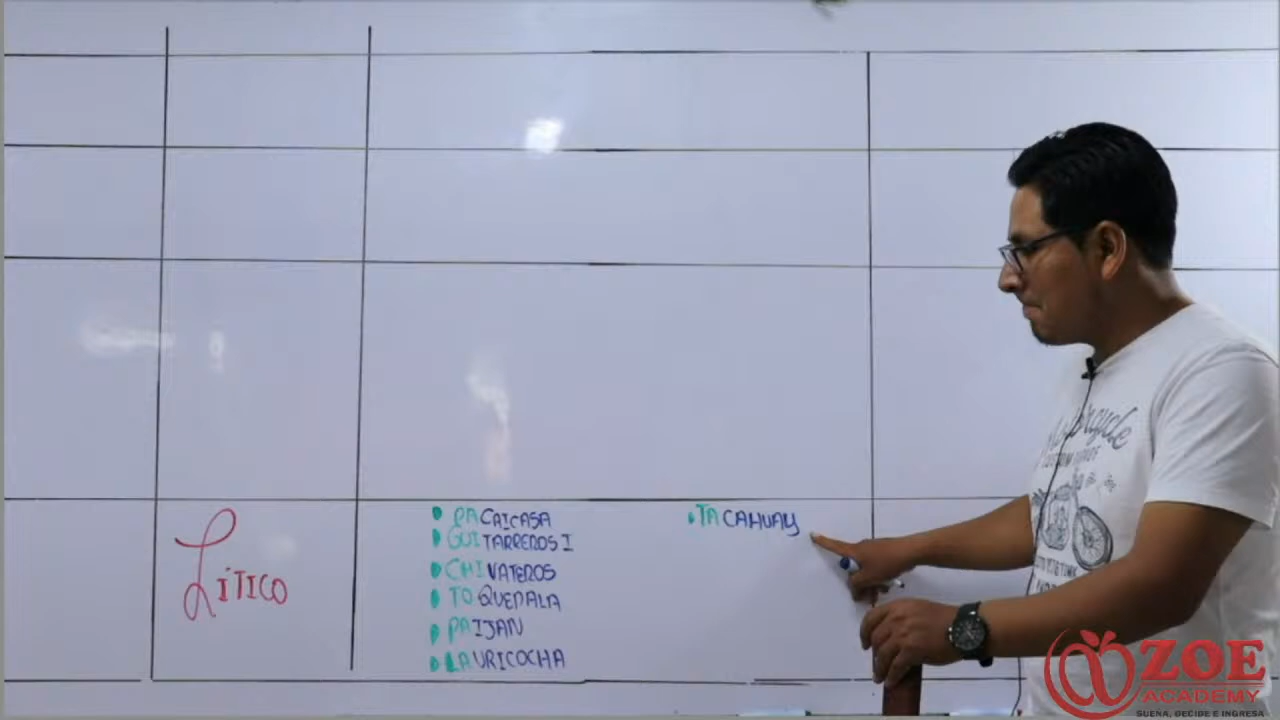 LÍTICO
• PACAICASA
• GUITARREROS I
• CHIVATEROS
• TOQUEPALA
• PAIJAN
• LAURICOCHA
• TACAHUAY
ZOE
ACADEMY
SUEÑA, DECIDE E INGRESA